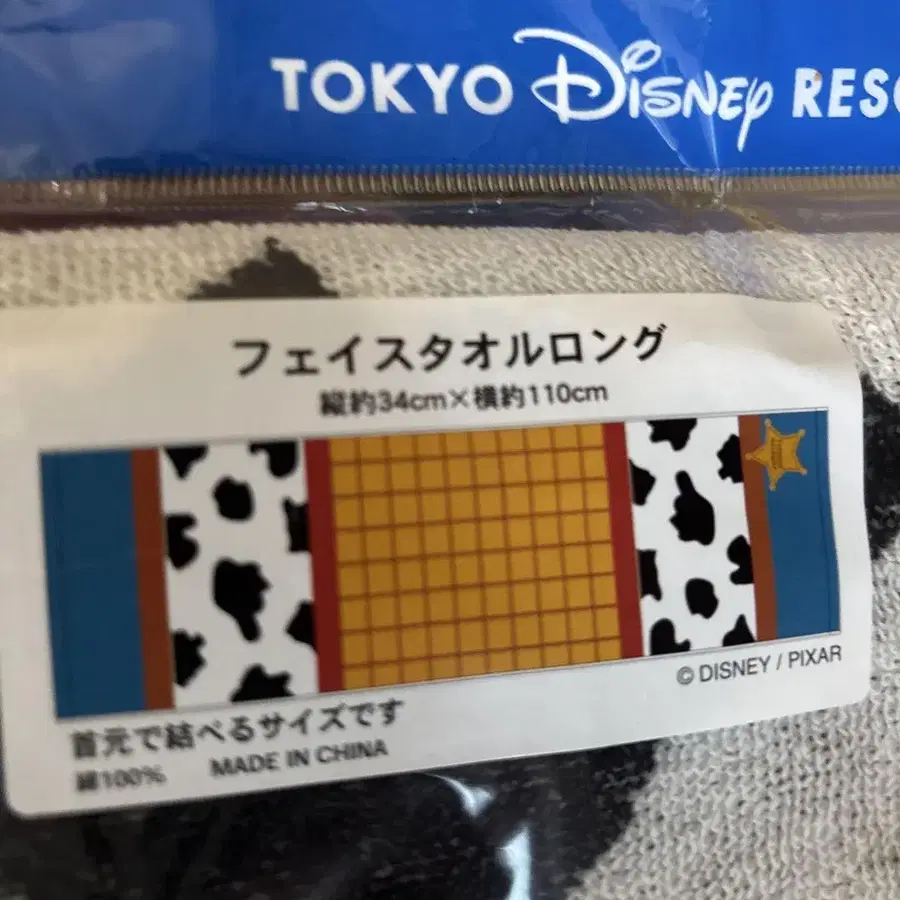 TOKYO DISNEY RESO
フェイスタオルロング
縦約34cm×横約110cm
© DISNEY / PIXAR
首元で結べるサイズです
綿100% MADE IN CHINA